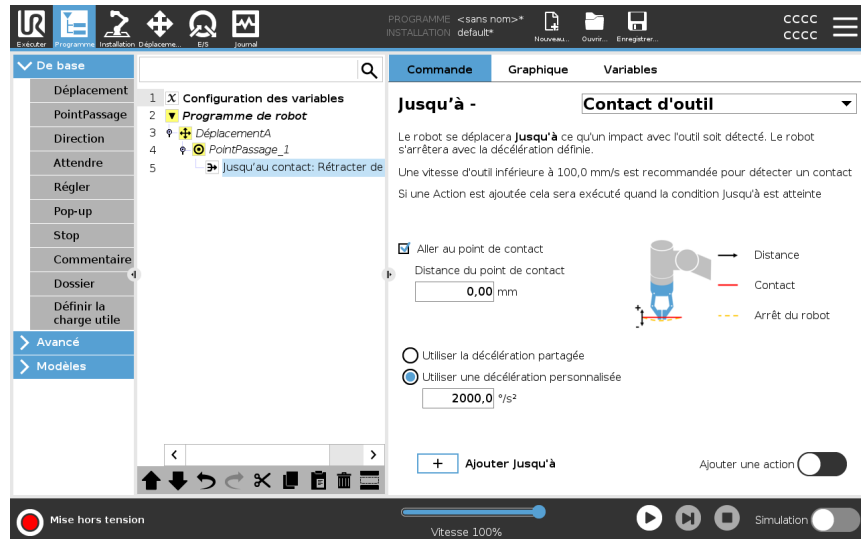 UR
PROGRAMME <sans nom>*
INSTALLATION default*
CCCC
CCCC
Exécuter Programme Installation Déplaceme... E/S Journal
Nouveau... Ouvrir... Enregistrer...
De base
Déplacement
PointPassage
Direction
Attendre
Régler
Pop-up
Stop
Commentaire
Dossier
Définir la
charge utile
Avancé
Modèles
1 X Configuration des variables
2 Programme de robot
3 DéplacementA
4 PointPassage_1
5 Jusqu'au contact: Rétracter de
Commande Graphique Variables
Jusqu'à - Contact d'outil
Le robot se déplacera Jusqu'à ce qu'un impact avec l'outil soit détecté. Le robot
s'arrêtera avec la décélération définie.
Une vitesse d'outil inférieure à 100,0 mm/s est recommandée pour détecter un contact
Si une Action est ajoutée cela sera exécuté quand la condition Jusqu'à est atteinte
Aller au point de contact
Distance du point de contact
0,00 mm
+
-
Distance
Contact
Arrêt du robot
Utiliser la décélération partagée
Utiliser une décélération personnalisée
2000,0 °/s²
+ Ajouter Jusqu'à
Ajouter une action
Mise hors tension
Vitesse 100%
Simulation